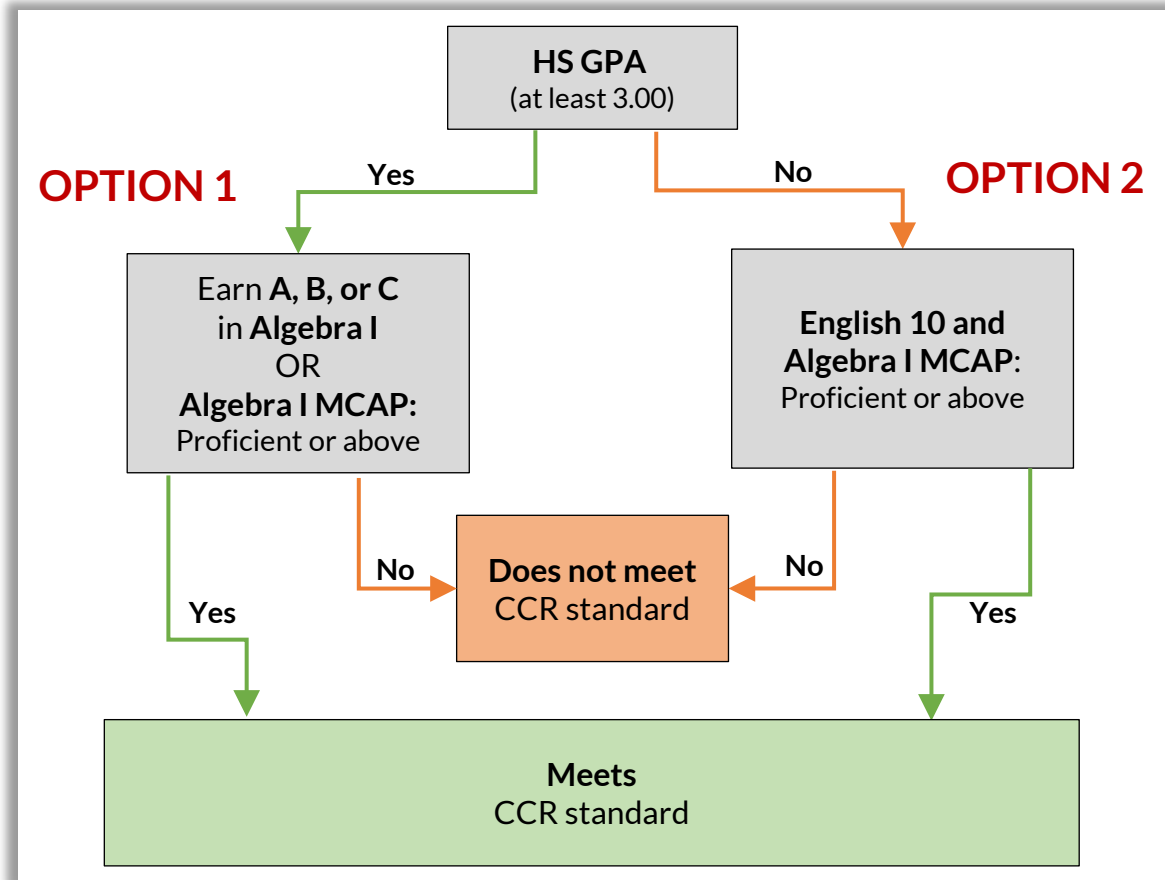 HS GPA
(at least 3.00)
Yes
No
OPTION 1
OPTION 2
Earn A, B, or C
in Algebra I
OR
Algebra I MCAP:
Proficient or above
English 10 and
Algebra I MCAP:
Proficient or above
No
Does not meet
CCR standard
No
Yes
Yes
Meets
CCR standard